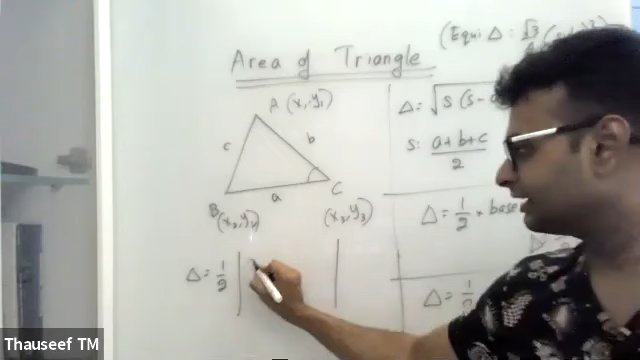 (Equi Δ : √3
Area of Triangle
A (x₁, y₁)
c
b
a
B
(x₂, y₂)
C
(x₃, y₃)
Δ = 1/2 |
Δ = √s (s -
s : a + b + c / 2
Δ = 1/2 × base
Δ = 1/2
Thauseef TM